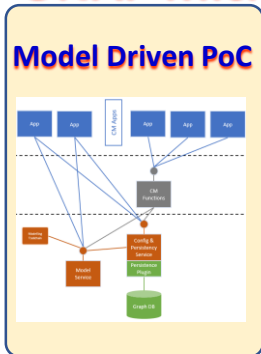 Model Driven PoC
App
App
CM Apps
App
App
App
CM
Functions
Config &
Persistency
Service
Model
Service
Persistence
Plugin
Graph DB